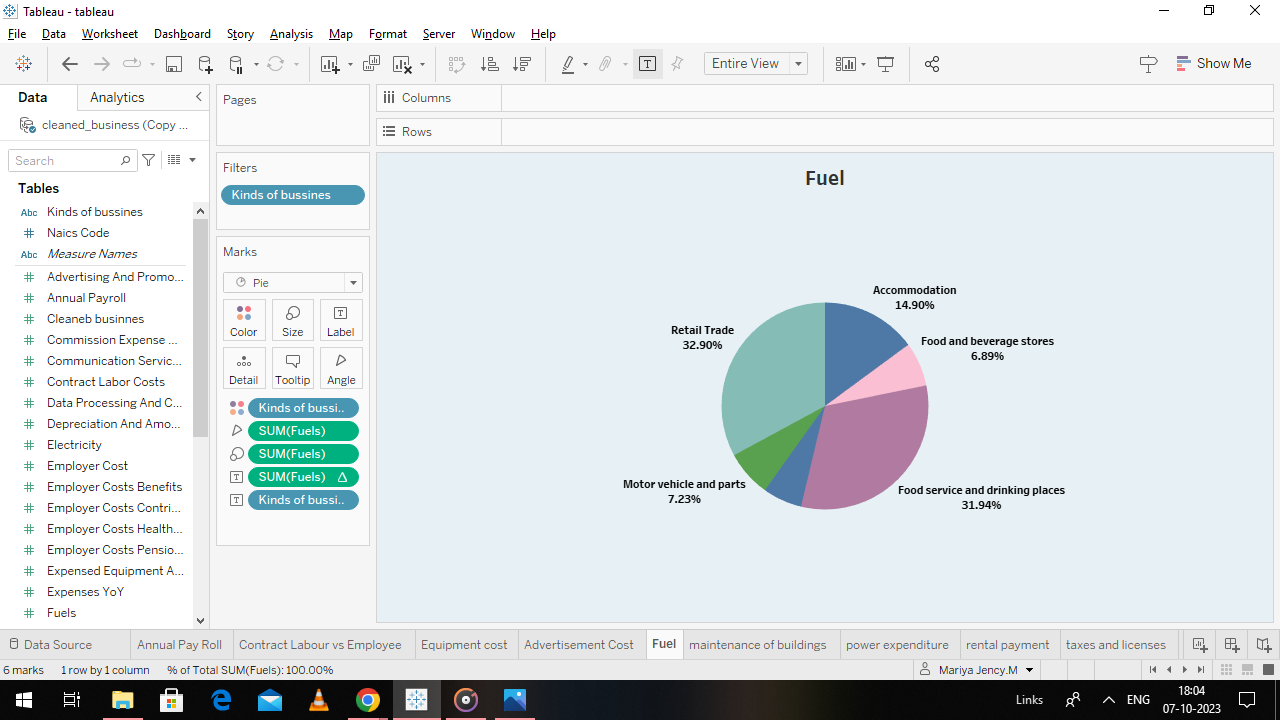 Tableau - tableau
File Data Worksheet Dashboard Story Analysis Map Format Server Window Help
Entire View
Show Me
Data Analytics
cleaned_business (Copy ...
Search
Tables
Abc Kinds of bussines
Naics Code
Abc Measure Names
Advertising And Promo...
Annual Payroll
Cleaneb businnes
Commission Expense ...
Communication Servic...
Contract Labor Costs
Data Processing And C...
Depreciation And Amo...
Electricity
Employer Cost
Employer Costs Benefits
Employer Costs Contri...
Employer Costs Health...
Employer Costs Pensio...
Expensed Equipment A...
Expenses YoY
Fuels
Pages
Filters
Kinds of bussines
Marks
Pie
Color Size Label
Detail Tooltip Angle
Kinds of bussi..
SUM(Fuels)
SUM(Fuels)
SUM(Fuels) Δ
Kinds of bussi..
Columns
Rows
Fuel
Accommodation
14.90%
Retail Trade
32.90%
Food and beverage stores
6.89%
Motor vehicle and parts
7.23%
Food service and drinking places
31.94%
Data Source Annual Pay Roll Contract Labour vs Employee Equipment cost Advertisement Cost Fuel maintenance of buildings power expenditure rental payment taxes and licenses
6 marks 1 row by 1 column % of Total SUM(Fuels): 100.00% Mariya Jency.M
Links ENG 18:04
07-10-2023